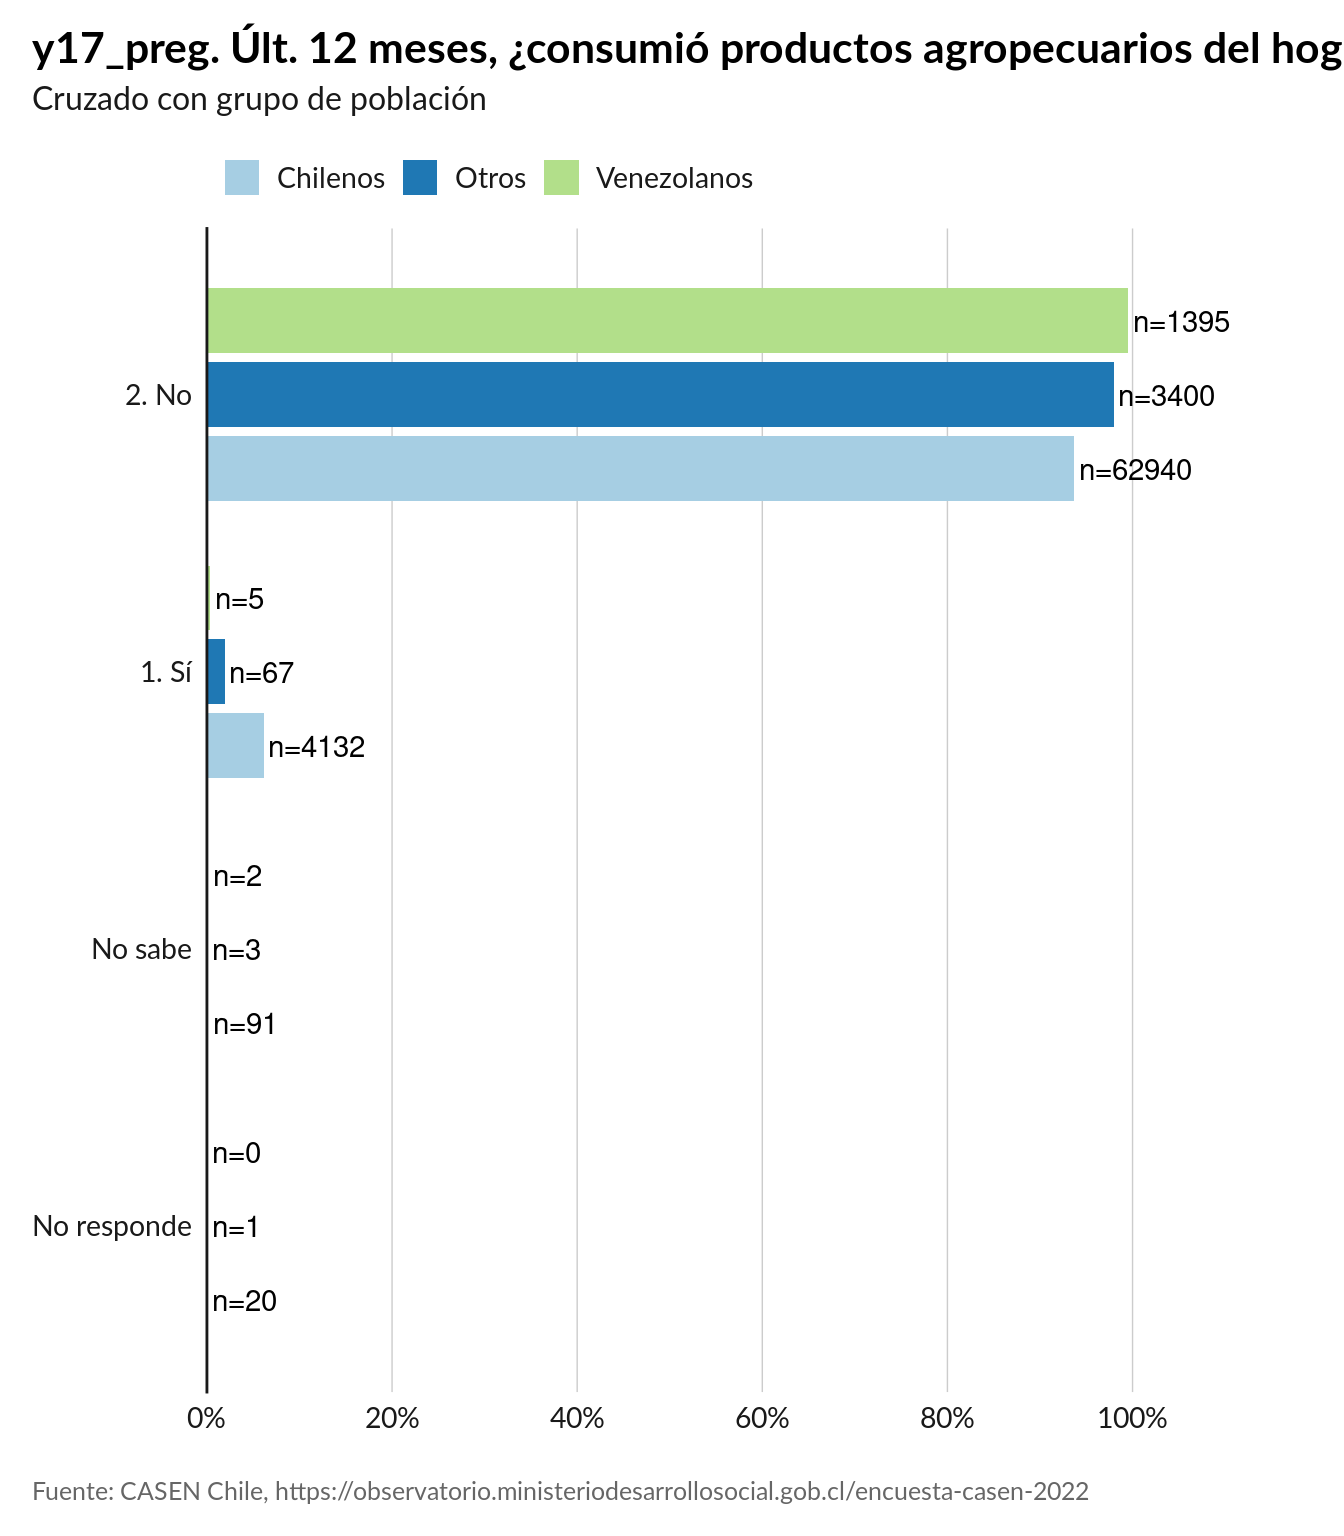 y17_preg. Últ. 12 meses, ¿consumió productos agropecuarios del hog
Cruzado con grupo de población
Chilenos Otros Venezolanos
n=1395
2. No n=3400
n=62940
n=5
1. Sí n=67
n=4132
n=2
No sabe n=3
n=91
n=0
No responde n=1
n=20
0% 20% 40% 60% 80% 100%
Fuente: CASEN Chile, https://observatorio.ministeriodesarrollosocial.gob.cl/encuesta-casen-2022